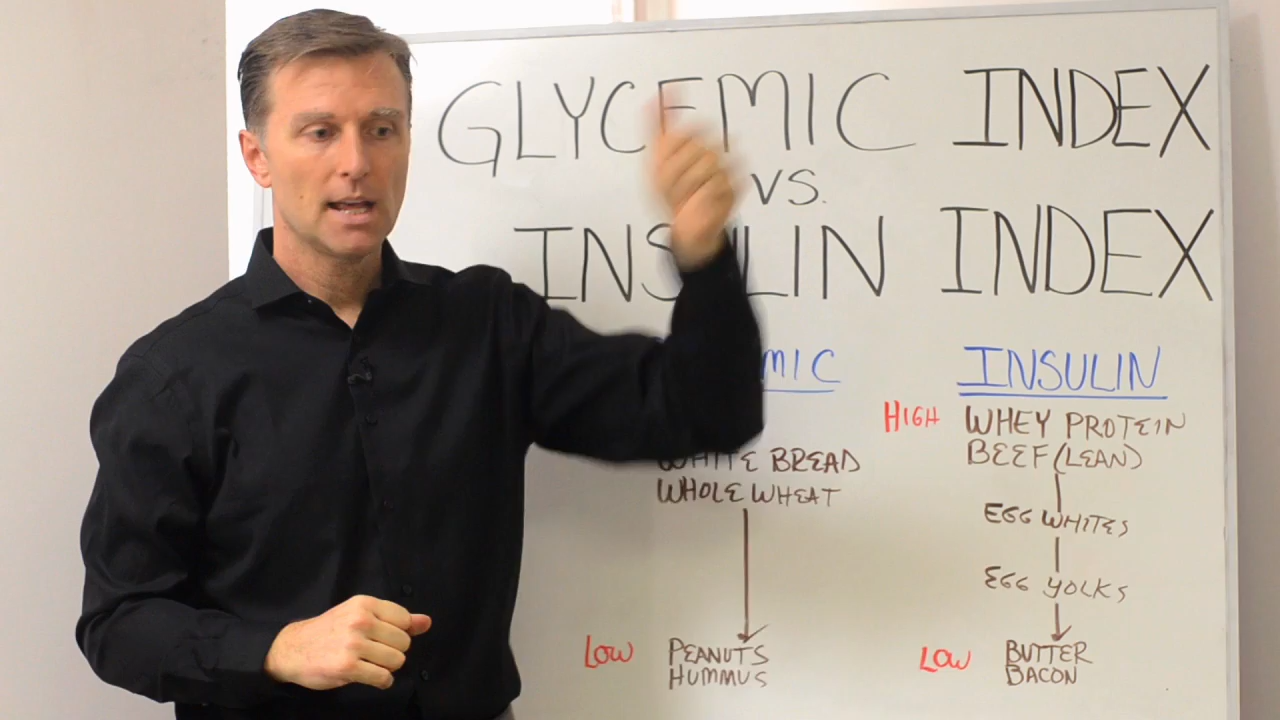 GLYCEMIC INDEX
VS.
INSULIN INDEX
MIC
WHITE BREAD
WHOLE WHEAT
LOW PEANUTS
HUMMUS
INSULIN
HIGH WHEY PROTEIN
BEEF (LEAN)
EGG WHITES
EGG YOLKS
LOW BUTTER
BACON